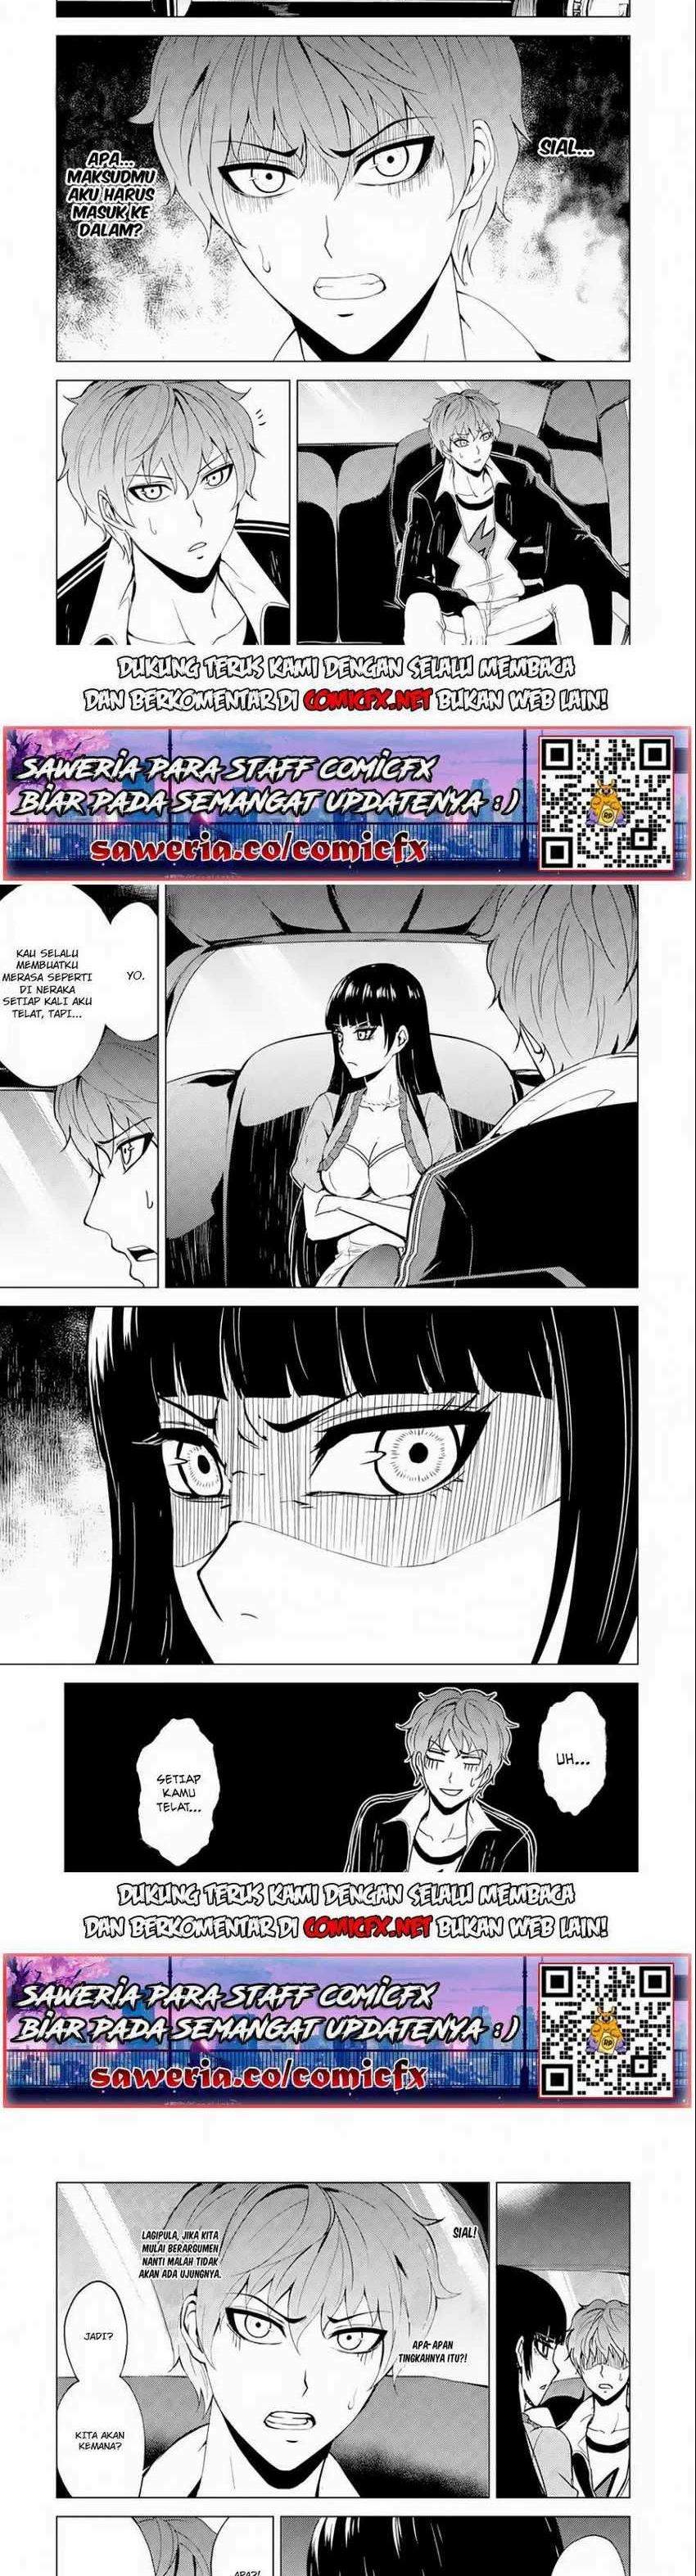 SIAL...
APA...
MAKSUDMU
AKU HARUS
MASUK KE
DALAM?
DUKUNG TERUS KAMI DENGAN SELALU MEMBACA
DAN BERKOMENTAR DI COMICFX.NET BUKAN WEB LAIN!
SAWERIA PARA STAFF COMICFX
BIAR PADA SEMANGAT UPDATENYA :)
saweria.co/comicfx
YO.
KAU SELALU
MEMBUATKU
MERASA SEPERTI
DI NERAKA
SETIAP KALI AKU
TELAT, TAPI...
UH...
SETIAP
KAMU
TELAT...
DUKUNG TERUS KAMI DENGAN SELALU MEMBACA
DAN BERKOMENTAR DI COMICFX.NET BUKAN WEB LAIN!
SAWERIA PARA STAFF COMICFX
BIAR PADA SEMANGAT UPDATENYA :)
saweria.co/comicfx
SIAL!
APA-APAN
TINGKAHNYA ITU?!
LAGIPULA, JIKA KITA
MULAI BERARGUMEN
NANTI MALAH TIDAK
AKAN ADA UJUNGNYA.
JADI?
KITA AKAN
KEMANA?
APA?!